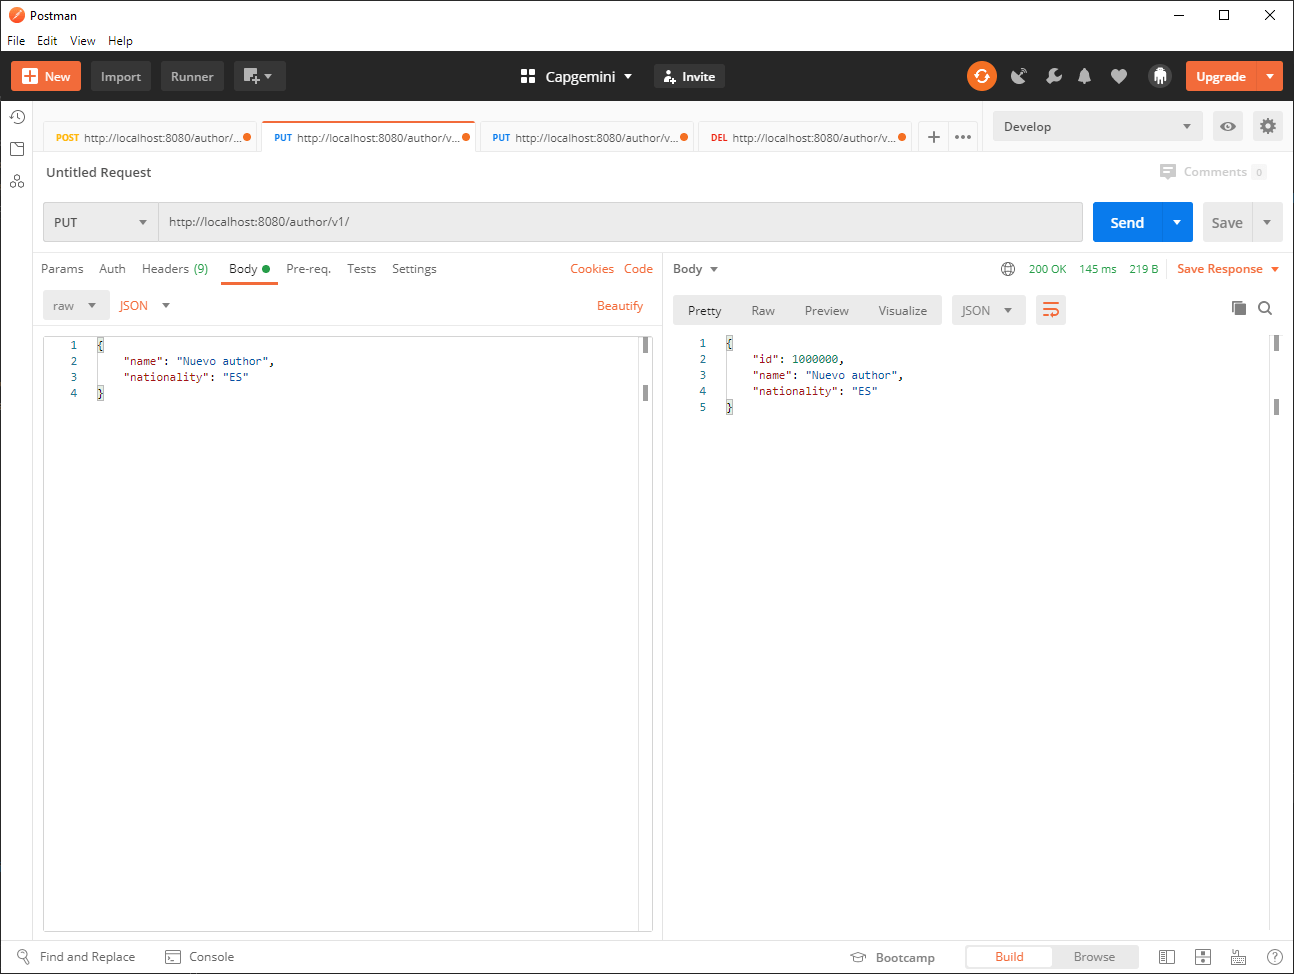 Postman
File Edit View Help
New Import Runner Capgemini Invite Upgrade
POST http://localhost:8080/author/... PUT http://localhost:8080/author/v... PUT http://localhost:8080/author/v... DEL http://localhost:8080/author/v... + ••• Develop
Untitled Request Comments 0
PUT http://localhost:8080/author/v1/ Send Save
Params Auth Headers (9) Body Pre-req. Tests Settings Cookies Code Body 200 OK 145 ms 219 B Save Response
raw JSON Beautify Pretty Raw Preview Visualize JSON
1 {
2 "name": "Nuevo author",
3 "nationality": "ES"
4 }
1 {
2 "id": 1000000,
3 "name": "Nuevo author",
4 "nationality": "ES"
5 }
Find and Replace Console Bootcamp Build Browse